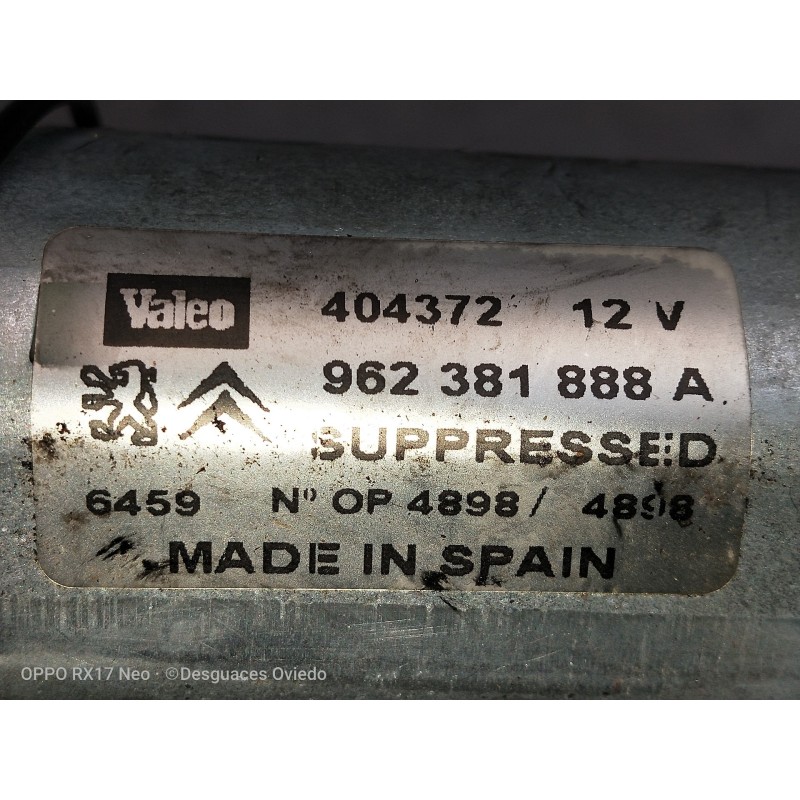 Valeo 404372 12 V
962 381 888 A
SUPPRESSED
6459 Nº OP 4898 / 4898
MADE IN SPAIN
OPPO RX17 Neo · ©Desguaces Oviedo